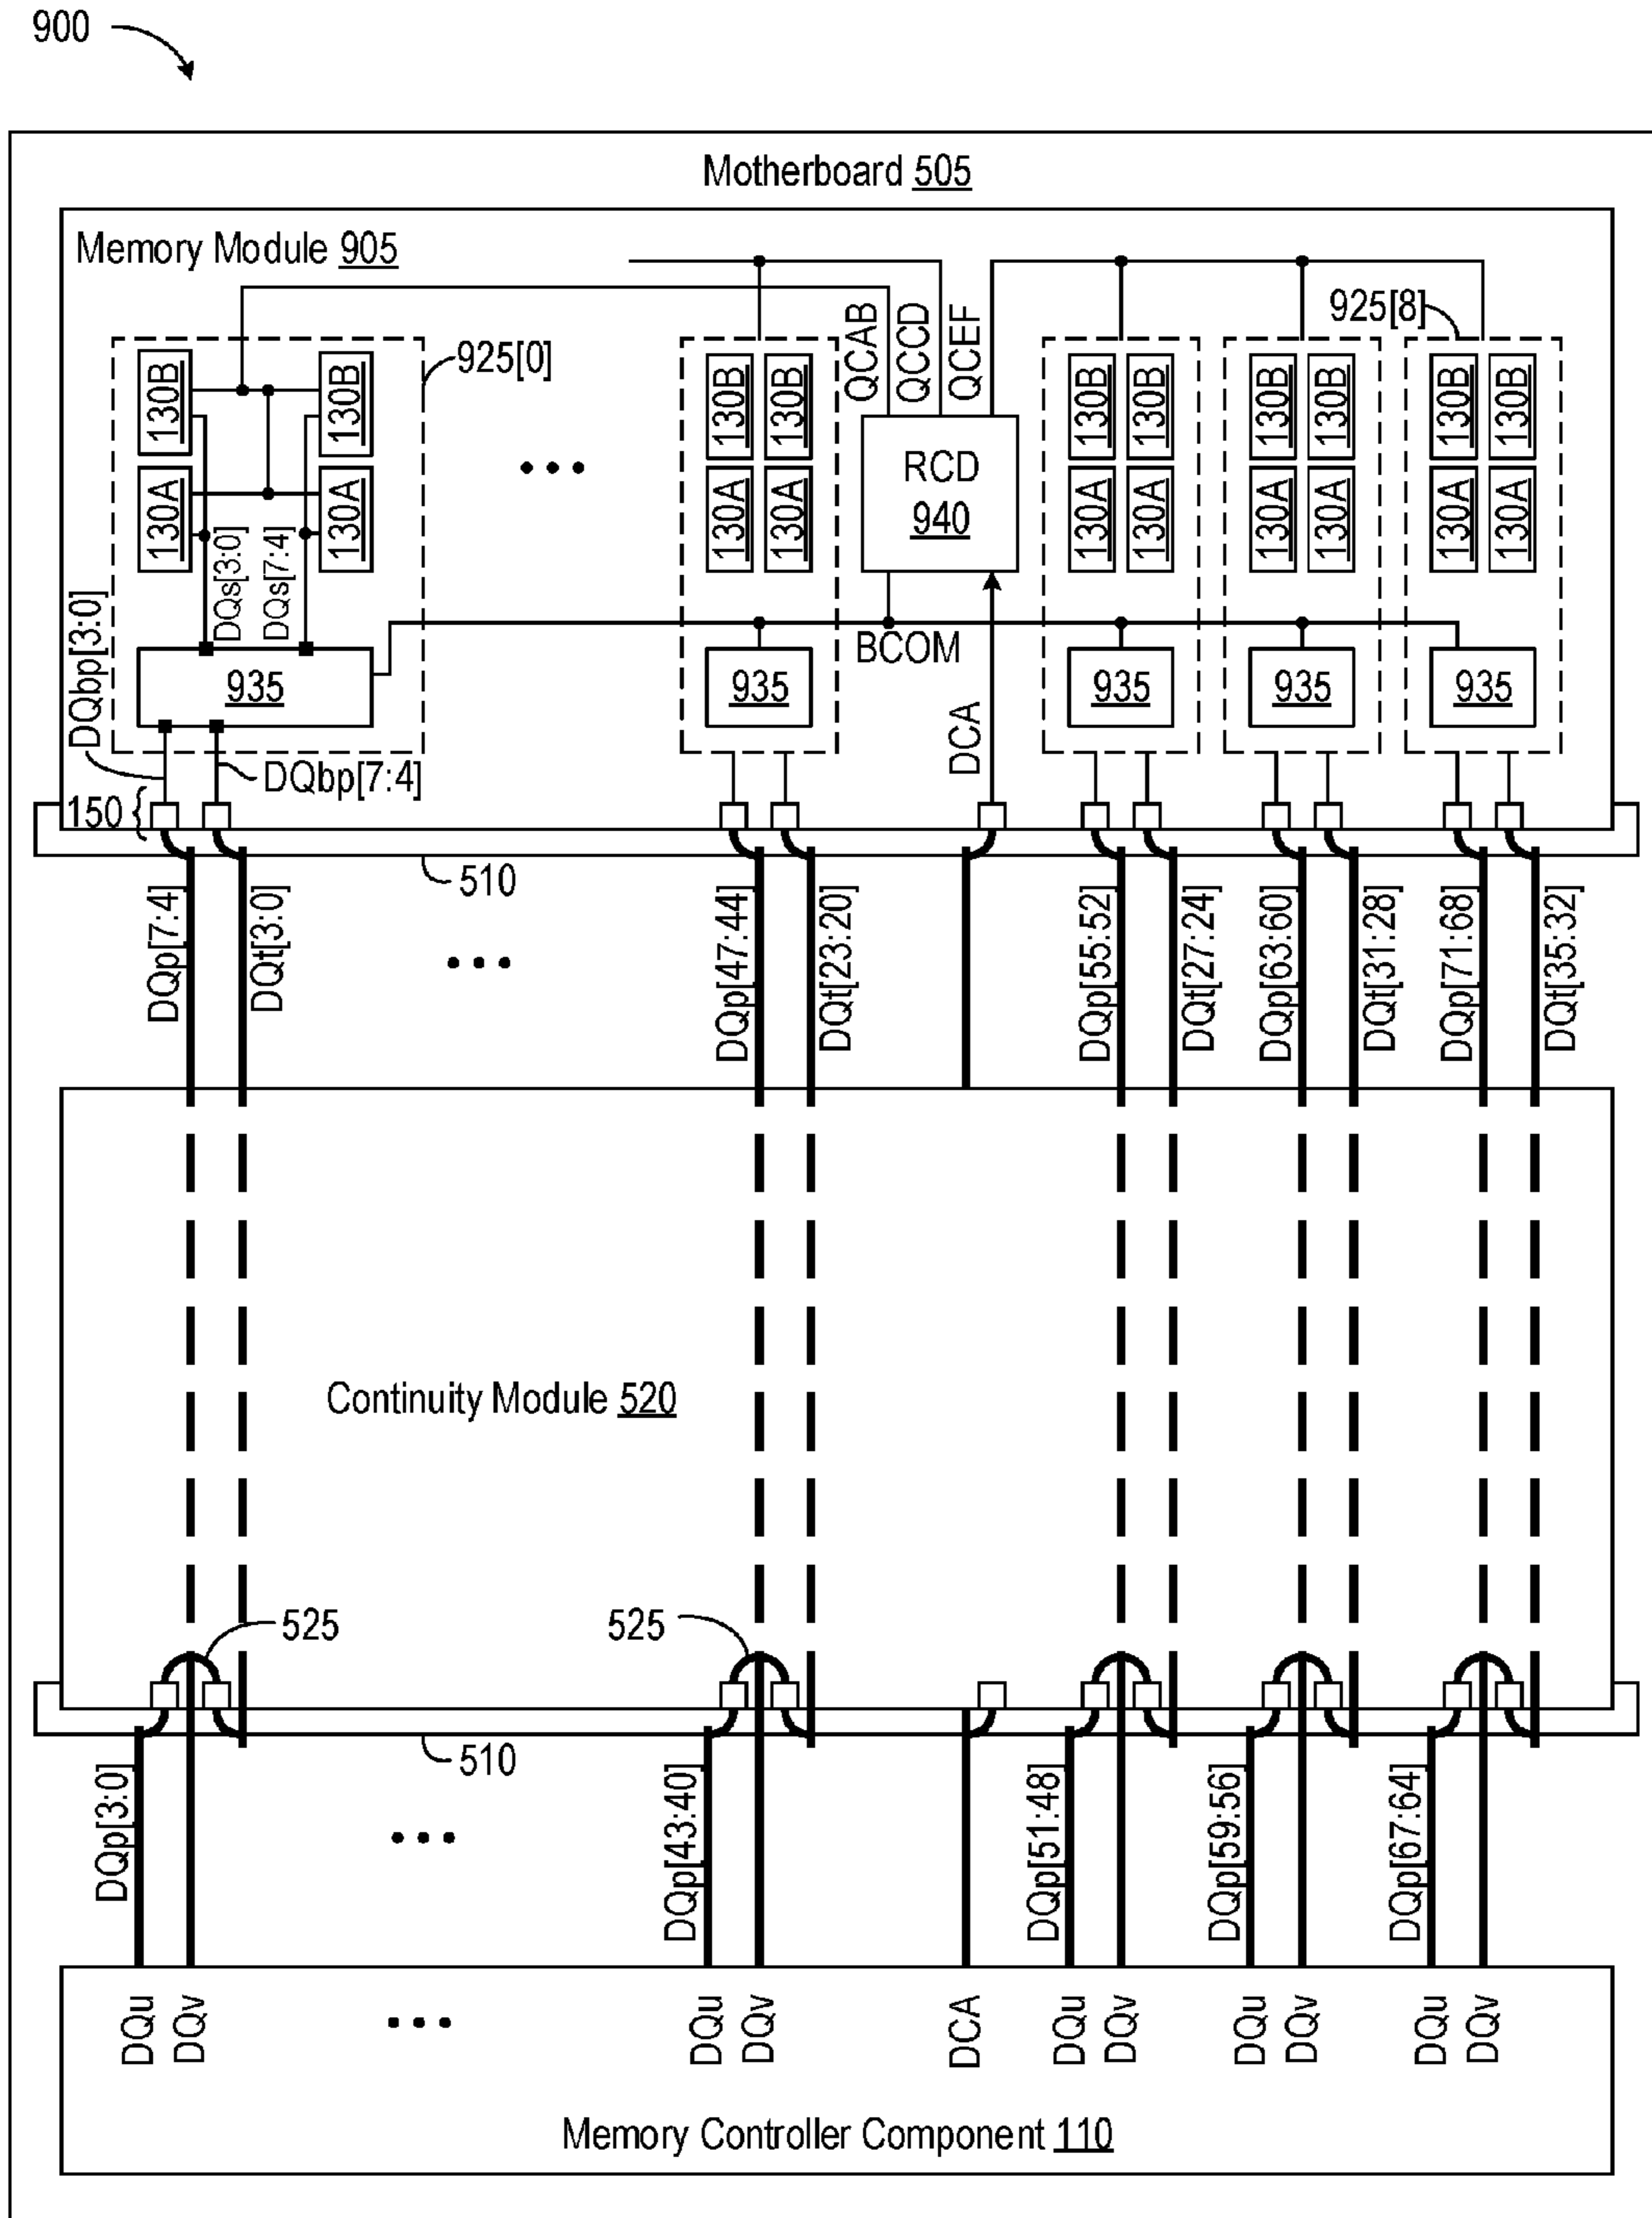 900
Motherboard 505
Memory Module 905
925[0]
925[8]
QCAB
QCCD
QCEF
130B
130B
130B
130B
130B
130B
130B
130B
130B
130B
130A
130A
130A
130A
130A
130A
130A
130A
130A
130A
RCD
940
...
DQs[3:0]
DQs[7:4]
DQbp[3:0]
BCOM
935
935
935
935
935
DCA
DQbp[7:4]
150
510
DQp[7:4]
DQt[3:0]
...
DQp[47:44]
DQt[23:20]
DQp[55:52]
DQt[27:24]
DQp[63:60]
DQt[31:28]
DQp[71:68]
DQt[35:32]
Continuity Module 520
525
525
510
DQp[3:0]
...
DQp[43:40]
DQp[51:48]
DQp[59:56]
DQp[67:64]
DQu
DQv
...
DQu
DQv
DCA
DQu
DQv
DQu
DQv
DQu
DQv
Memory Controller Component 110